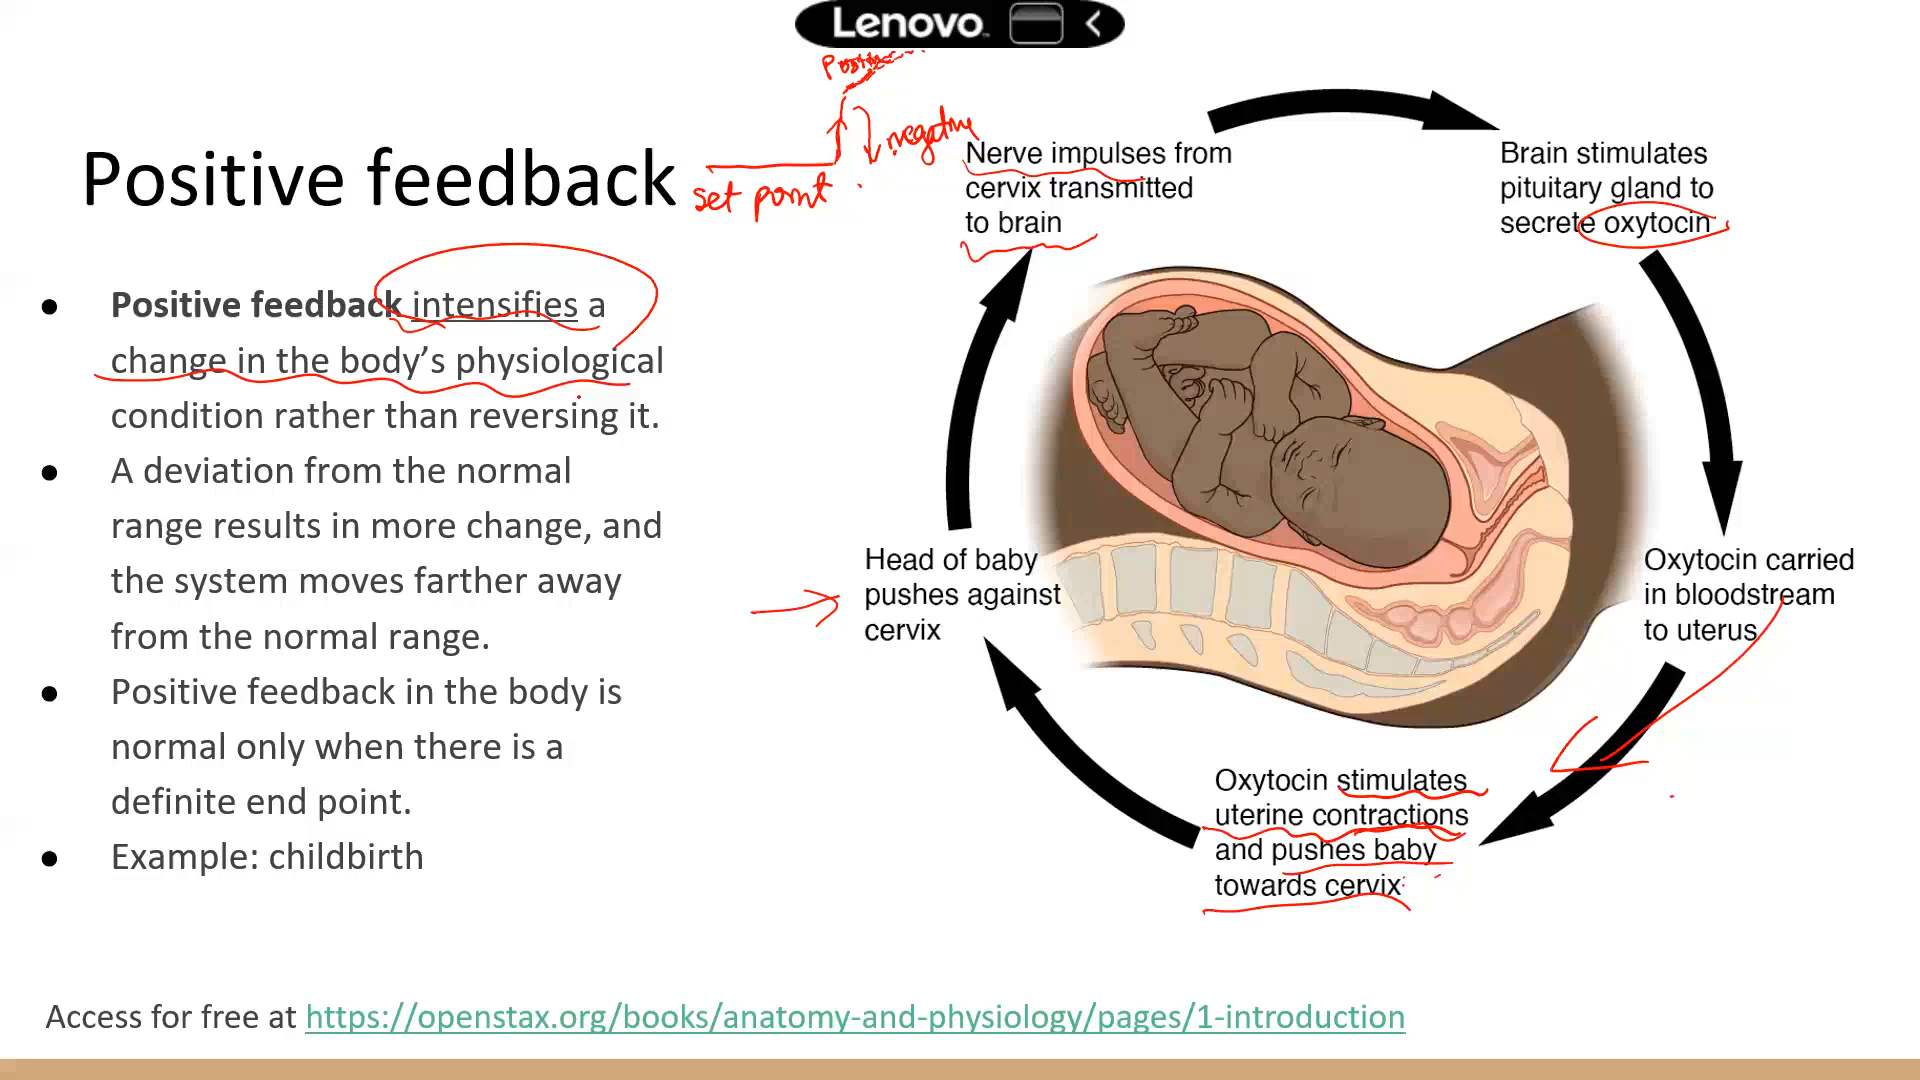 Lenovo
Positive
negative
set point
Positive feedback
● Positive feedback intensifies a
change in the body’s physiological
condition rather than reversing it.
● A deviation from the normal
range results in more change, and
the system moves farther away
from the normal range.
● Positive feedback in the body is
normal only when there is a
definite end point.
● Example: childbirth
Nerve impulses from
cervix transmitted
to brain
Brain stimulates
pituitary gland to
secrete oxytocin
Oxytocin carried
in bloodstream
to uterus
Oxytocin stimulates
uterine contractions
and pushes baby
towards cervix
Head of baby
pushes against
cervix
Access for free at https://openstax.org/books/anatomy-and-physiology/pages/1-introduction